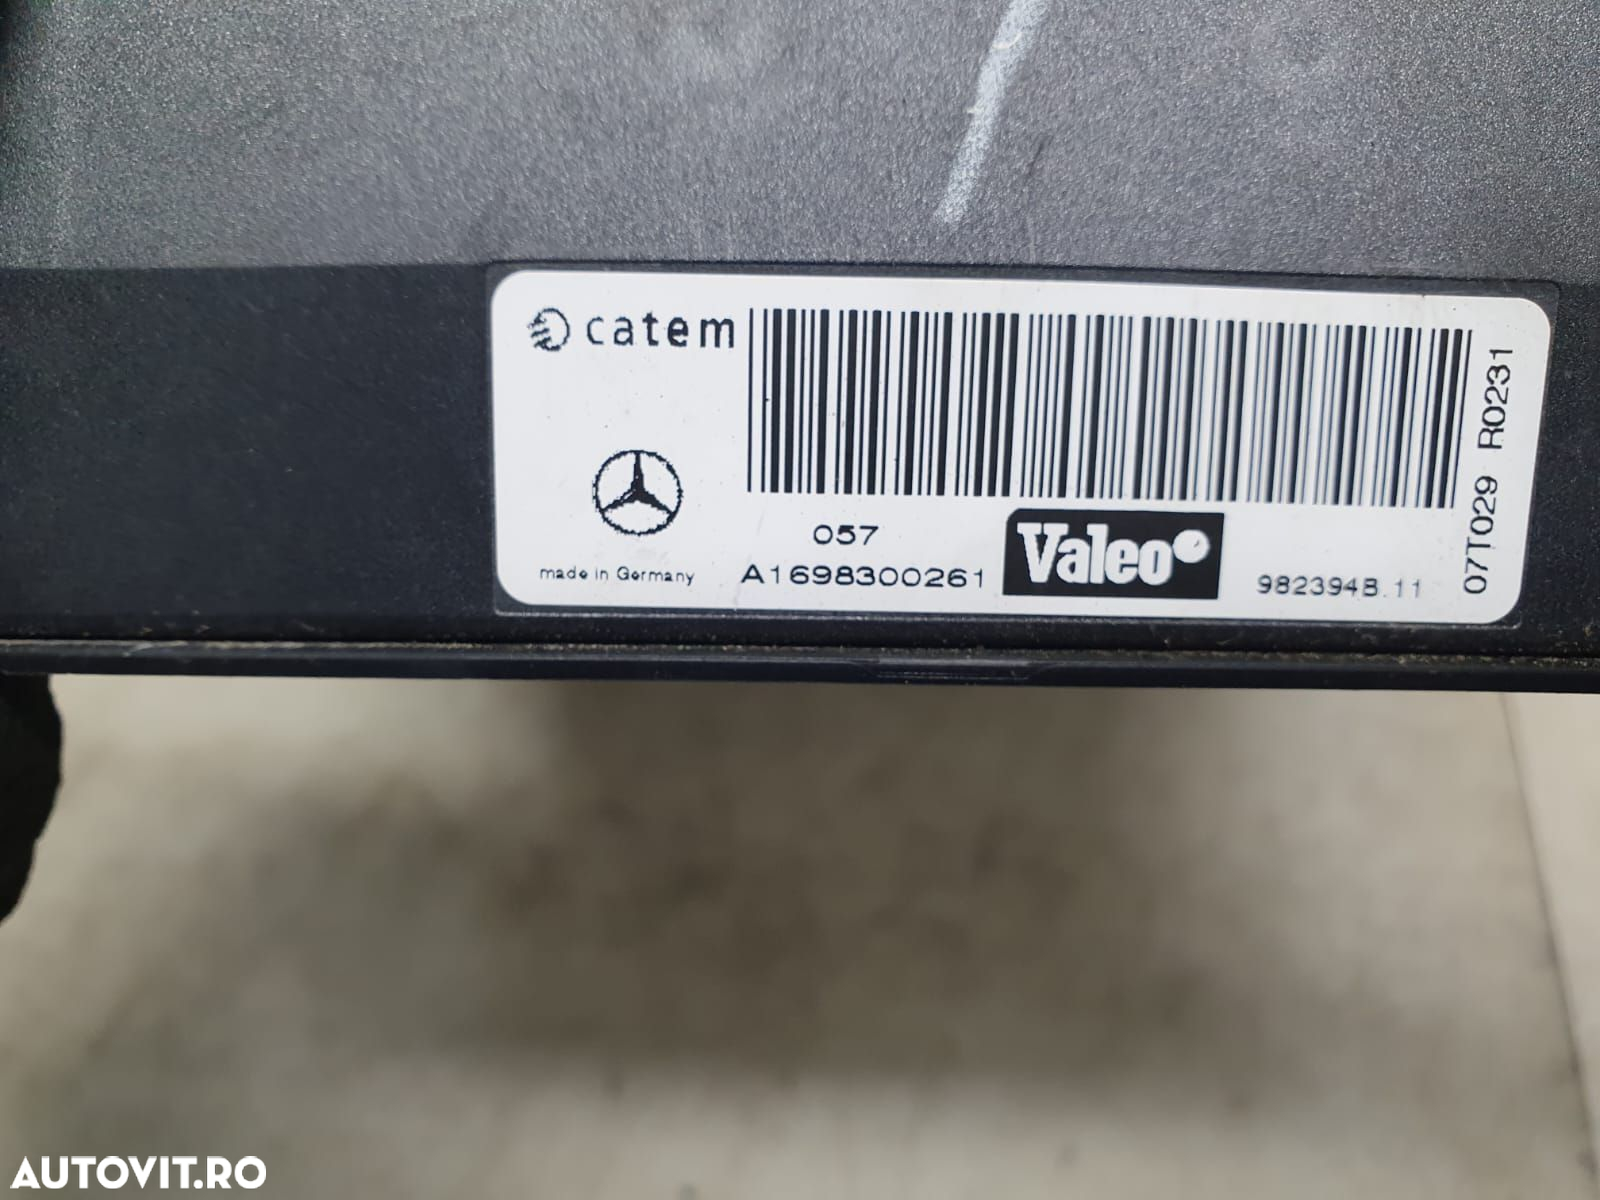 catem
057
made in Germany
A1698300261
Valeo
982394B.11
07T029 R0231
AUTOVIT.RO